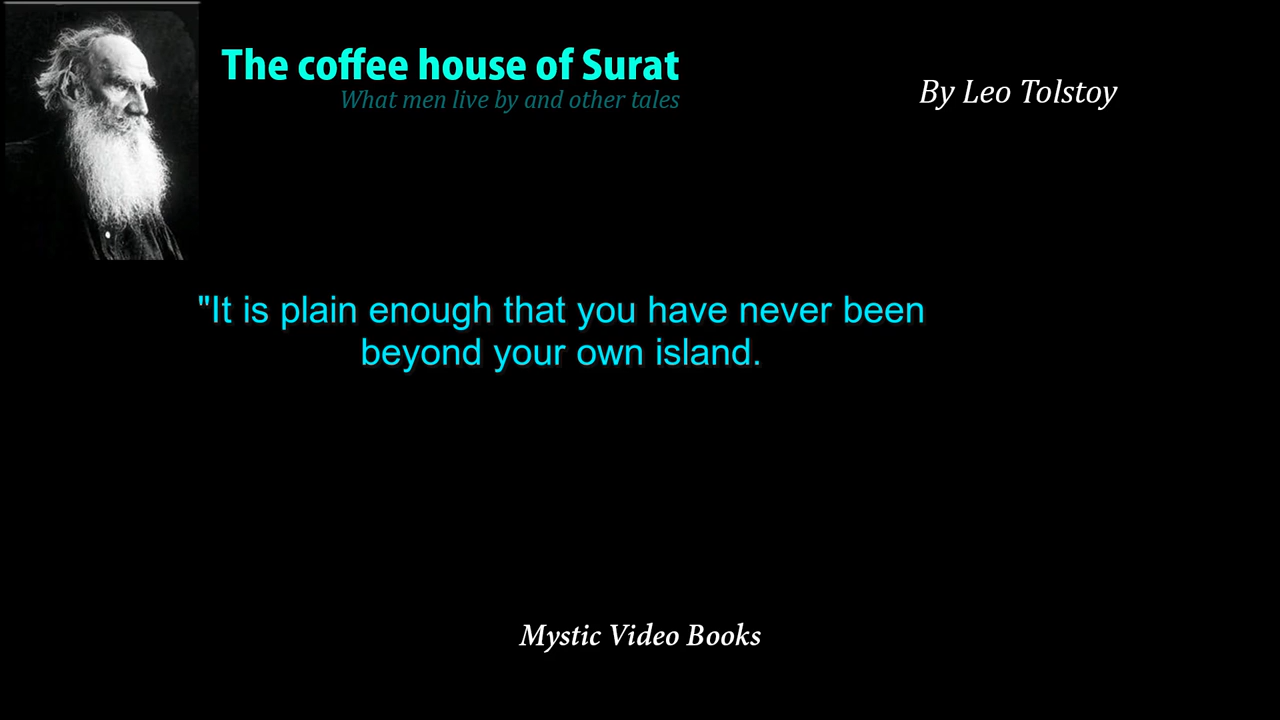 The coffee house of Surat
What men live by and other tales
By Leo Tolstoy
"It is plain enough that you have never been
beyond your own island.
Mystic Video Books